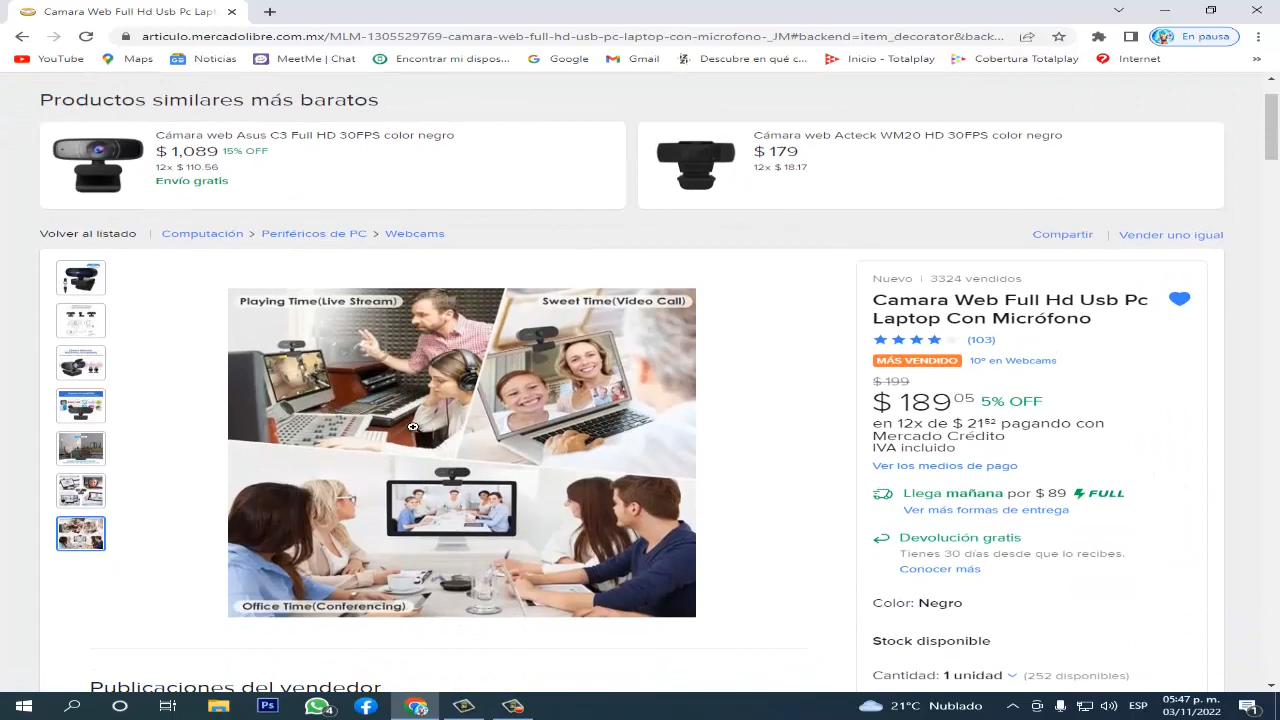 Camara Web Full Hd Usb Pc Lapt
articulo.mercadolibre.com.mx/MLM-1305529769-camara-web-full-hd-usb-pc-laptop-con-microfono-_JM#backend=item_decorator&back...
En pausa
YouTube Maps Noticias MeetMe | Chat Encontrar mi dispos... Google Gmail Descubre en qué c... Inicio - Totalplay Cobertura Totalplay Internet »
Productos similares más baratos
Cámara web Asus C3 Full HD 30FPS color negro
$ 1,089 15% OFF
12x $ 110.56
Envío gratis
Cámara web Acteck WM20 HD 30FPS color negro
$ 179
12x $ 18.17
Volver al listado | Computación > Periféricos de PC > Webcams
Compartir | Vender uno igual
Playing Time(Live Stream)
Sweet Time(Video Call)
Office Time(Conferencing)
Nuevo | 3324 vendidos
Camara Web Full Hd Usb Pc
Laptop Con Micrófono
(103)
MÁS VENDIDO 10º en Webcams
$ 199
$ 189 05 5% OFF
en 12x de $ 21 52 pagando con
Mercado Crédito
IVA incluido
Ver los medios de pago
Llega mañana por $ 89 FULL
Ver más formas de entrega
Devolución gratis
Tienes 30 días desde que lo recibes.
Conocer más
Color: Negro
Stock disponible
Cantidad: 1 unidad (252 disponibles)
Publicaciones del vendedor
Ps
4
21°C Nublado
ESP
05:47 p. m.
03/11/2022
1